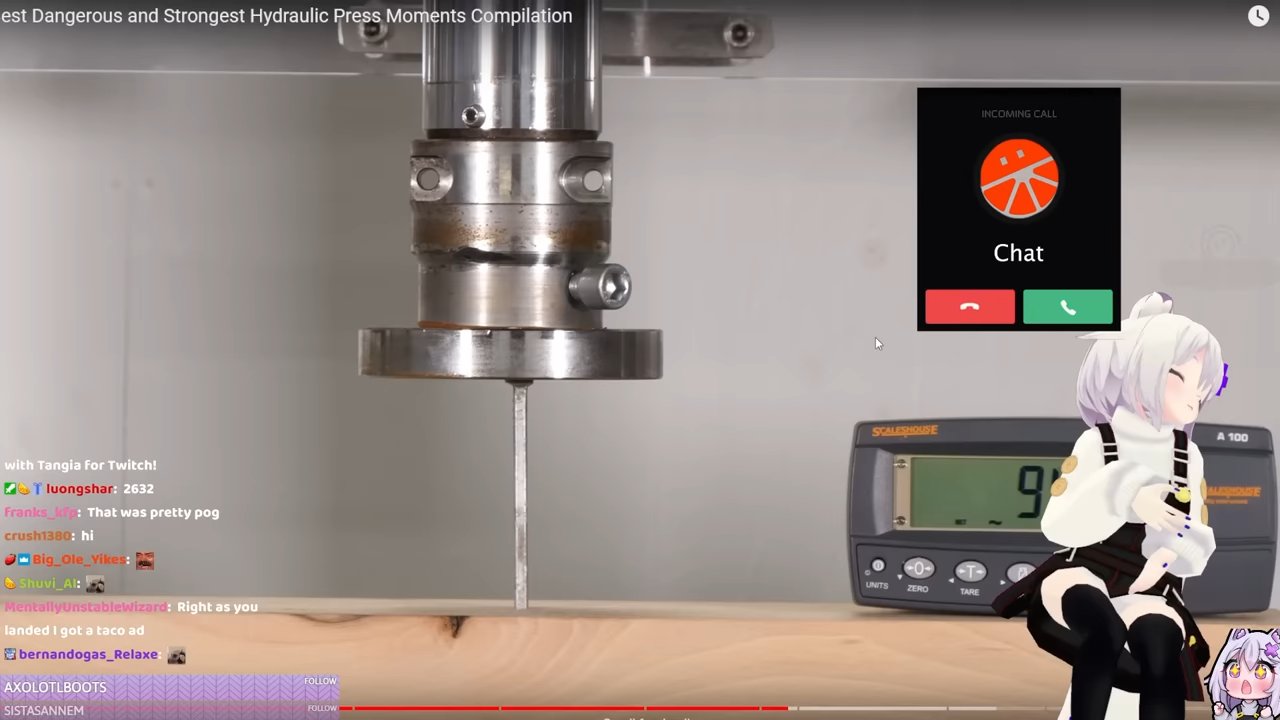 est Dangerous and Strongest Hydraulic Press Moments Compilation
INCOMING CALL
Chat
SCALESHOUSE
A 100
SCALESHOUSE
9
UNITS
ZERO
TARE
with Tangia for Twitch!
luongshar: 2632
franks_kfp: That was pretty pog
crush1380: hi
Big_Ole_Yikes:
Shuvi_AI:
MentallyUnstableWizard: Right as you
landed I got a taco ad
bernandogas_Relaxe:
AXOLOTLBOOTS
FOLLOW
SISTASANNEM
FOLLOW